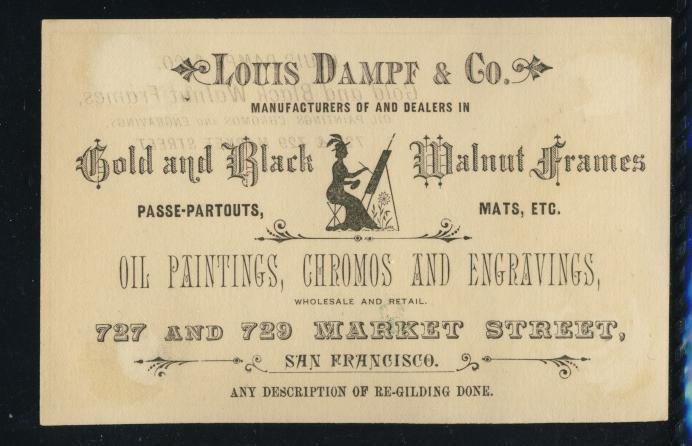 Louis Dampf & Co.
MANUFACTURERS OF AND DEALERS IN
Gold and Black Walnut Frames
PASSE-PARTOUTS, MATS, ETC.
OIL PAINTINGS, CHROMOS AND ENGRAVINGS,
WHOLESALE AND RETAIL.
727 AND 729 MARKET STREET,
SAN FRANCISCO.
ANY DESCRIPTION OF RE-GILDING DONE.